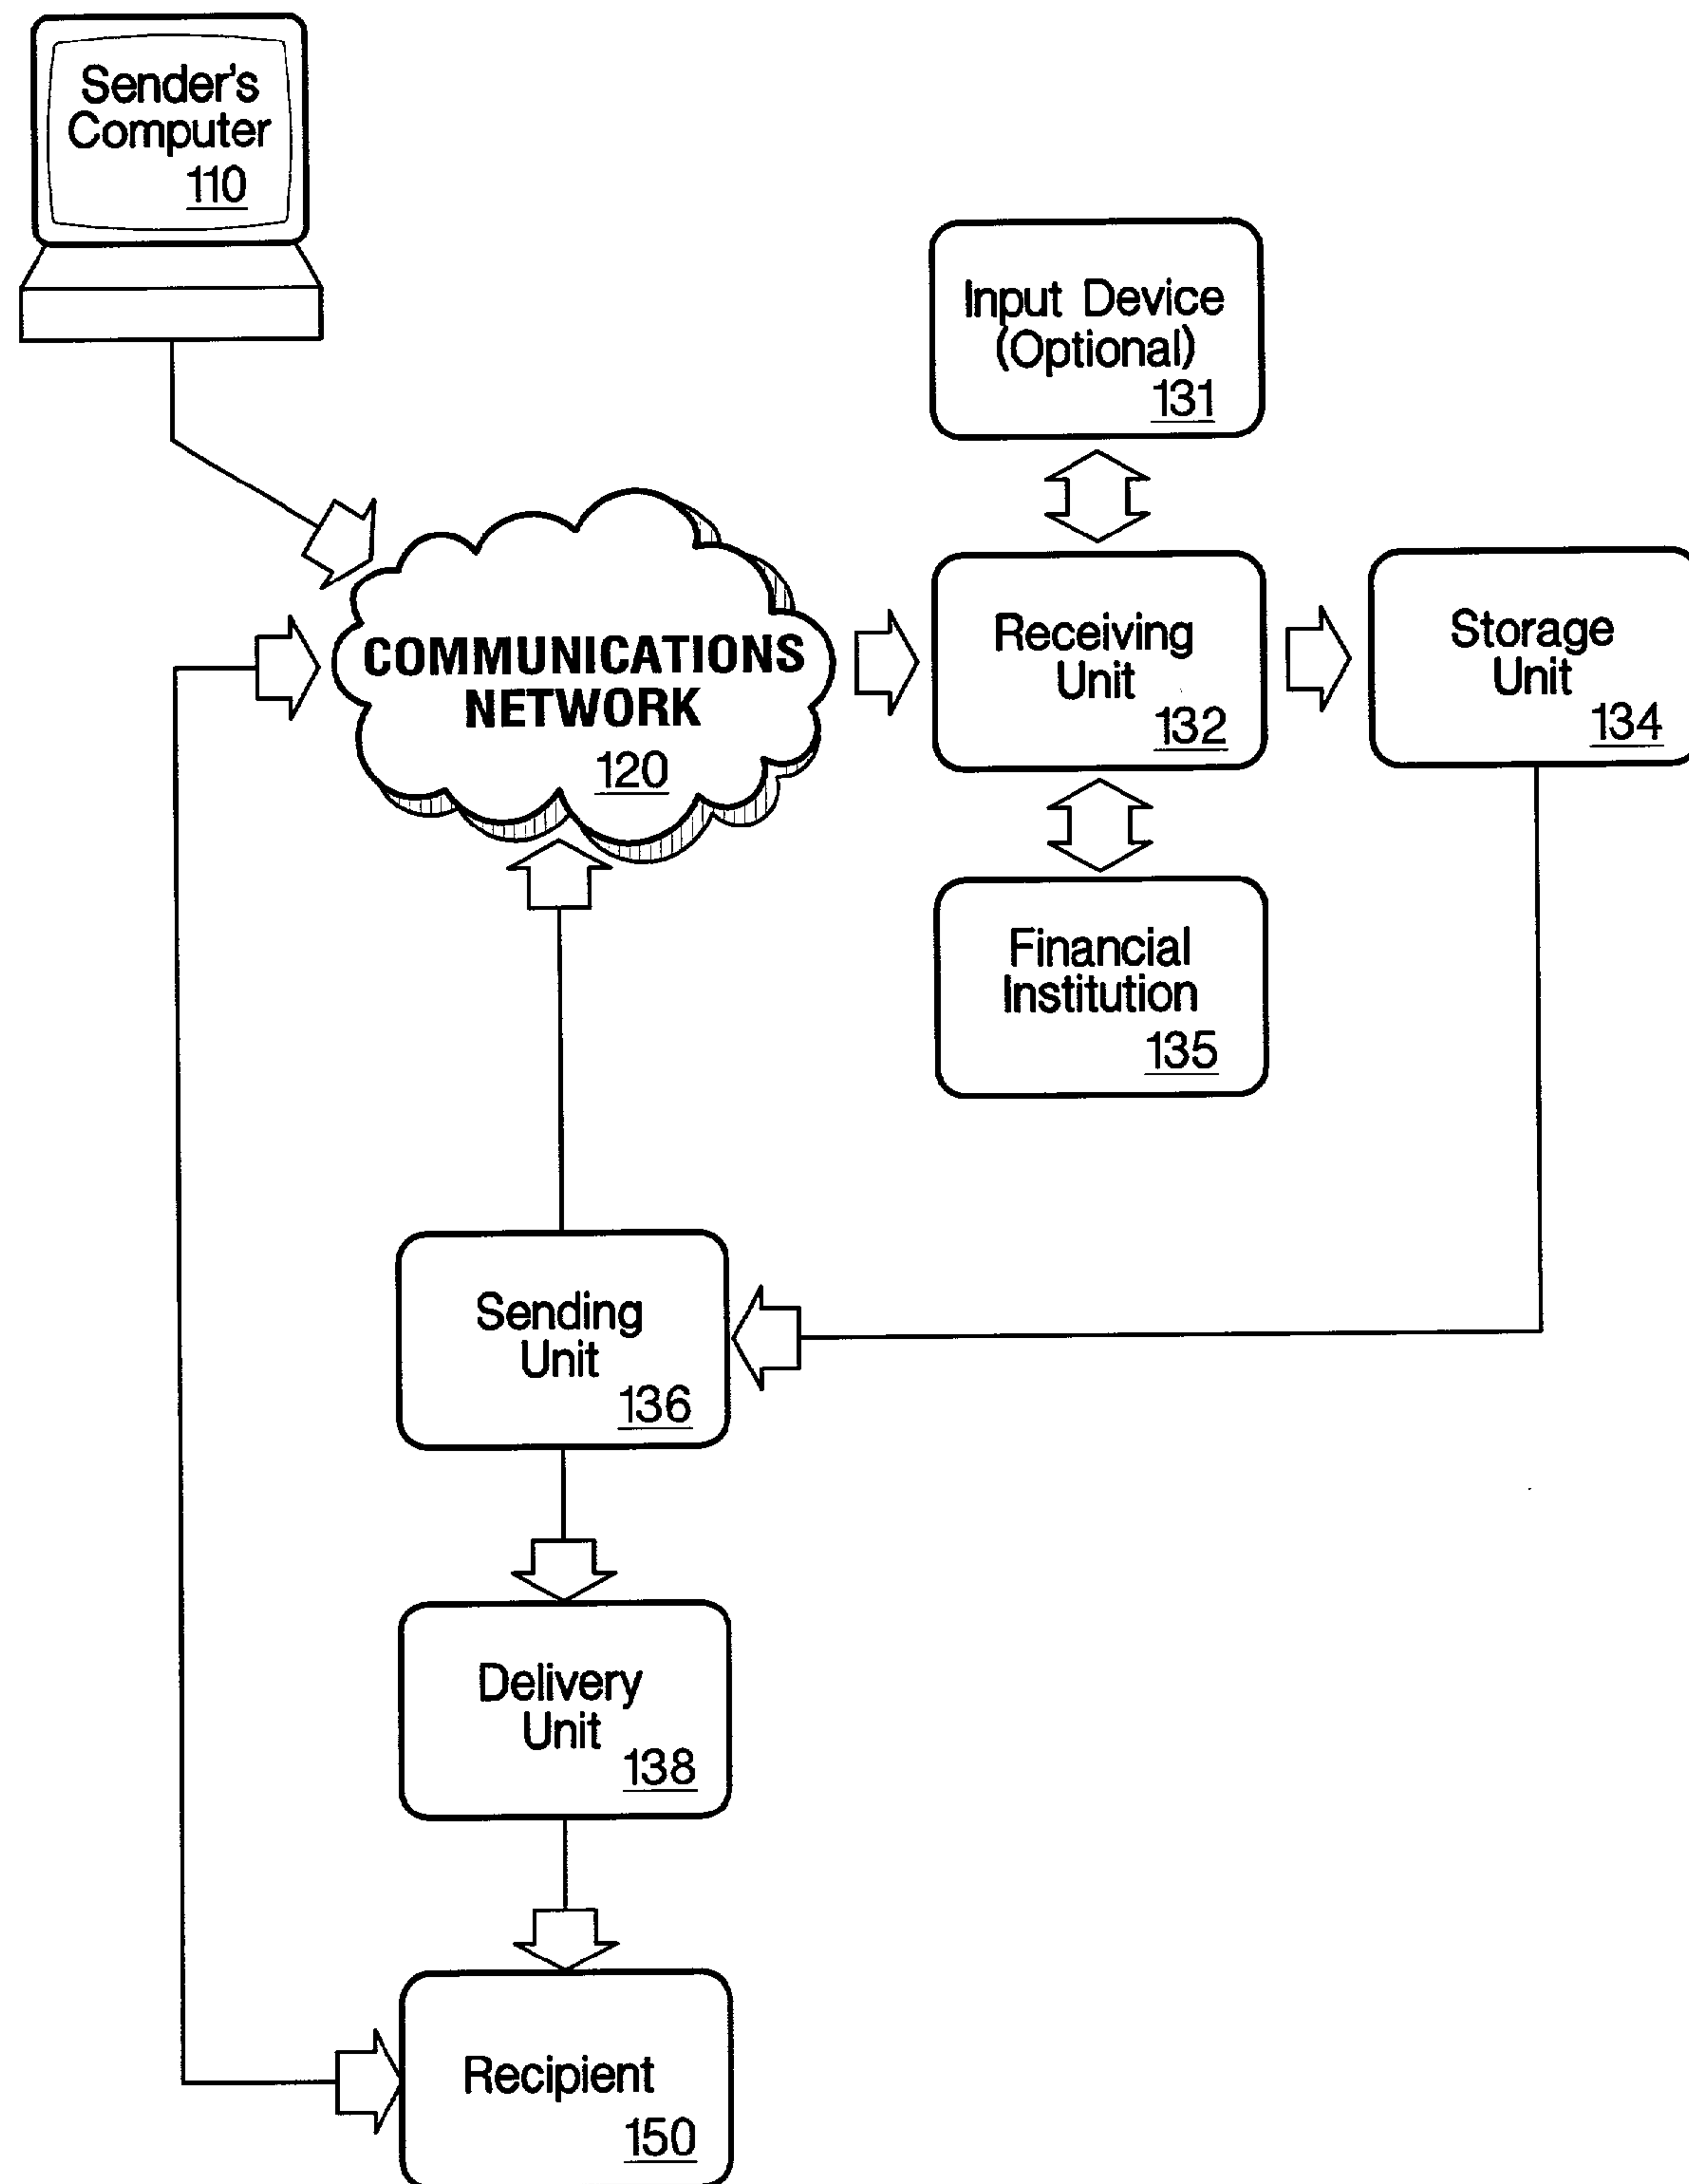 Sender's
Computer
110
Input Device
(Optional)
131
COMMUNICATIONS
NETWORK
120
Receiving
Unit
132
Storage
Unit
134
Financial
Institution
135
Sending
Unit
136
Delivery
Unit
138
Recipient
150